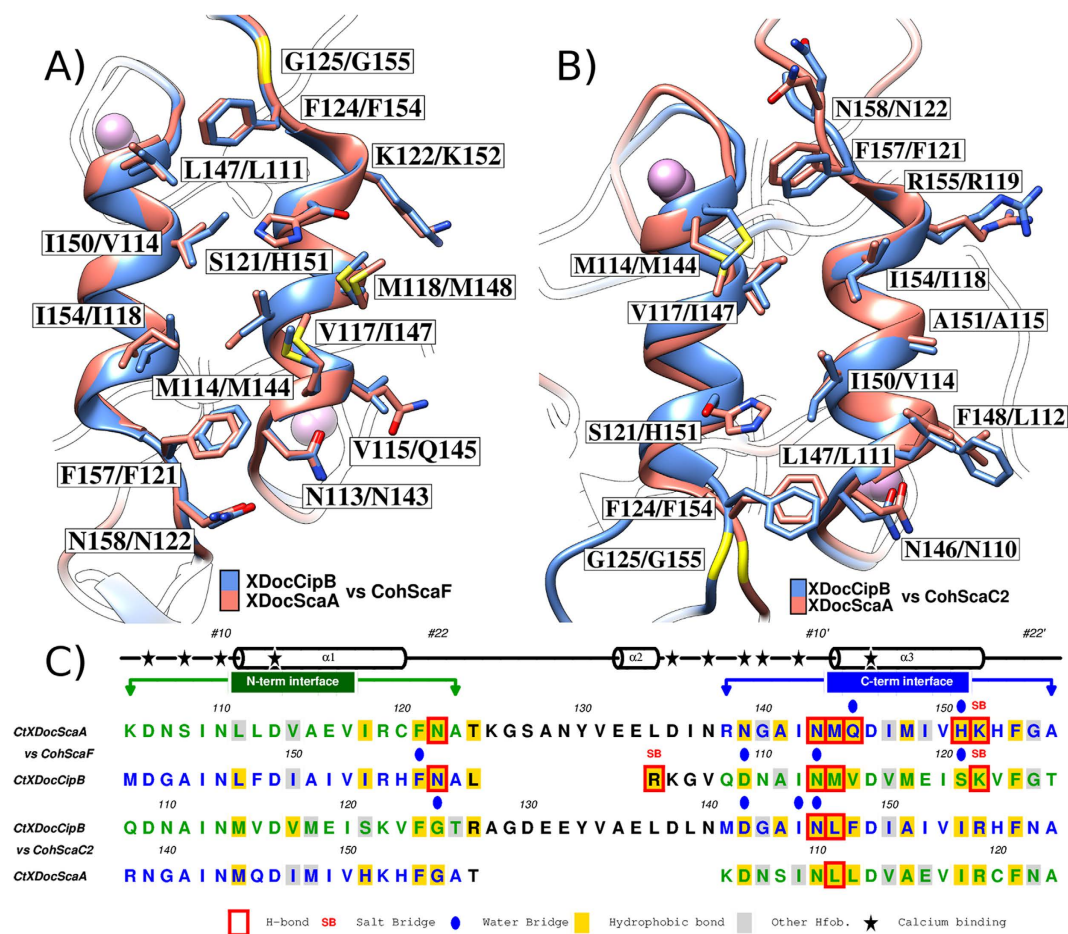 A)
G125/G155
F124/F154
K122/K152
L147/L111
I150/V114
S121/H151
M118/M148
I154/I118
V117/I147
M114/M144
V115/Q145
F157/F121
N113/N143
N158/N122
XDocCipB
XDocScaA
vs CohScaF
B)
N158/N122
F157/F121
R155/R119
M114/M144
I154/I118
V117/I147
A151/A115
I150/V114
F148/L112
S121/H151
L147/L111
F124/F154
N146/N110
G125/G155
XDocCipB
XDocScaA
vs CohScaC2
C)
#10 #22 #10' #22'
α1 α2 α3
N-term interface C-term interface
110 120 130 140 150 SB
CtXDocScaA KDNSINLLDVAEVIRCFNATKGSANYVEELDINRNGAINMQDIMIVHKHFGA
vs CohScaF 150 SB 110 120 SB
CtXDocCipB MDGAINLFDIAIVIRHFNAL RKGVQDNAINMVDVMEISKVFGT
110 120 130 140 150
CtXDocCipB QDNAINMVDVMEISKVFGTRAGDEEYVAELDLNMDGAINLFDIAIVIRHFNA
vs CohScaC2 140 150 110 120
CtXDocScaA RNGAINMQDIMIVHKHFGAT KDNSINLLDVAEVIRCFNA
H-bond SB Salt Bridge Water Bridge Hydrophobic bond Other Hfob. Calcium binding